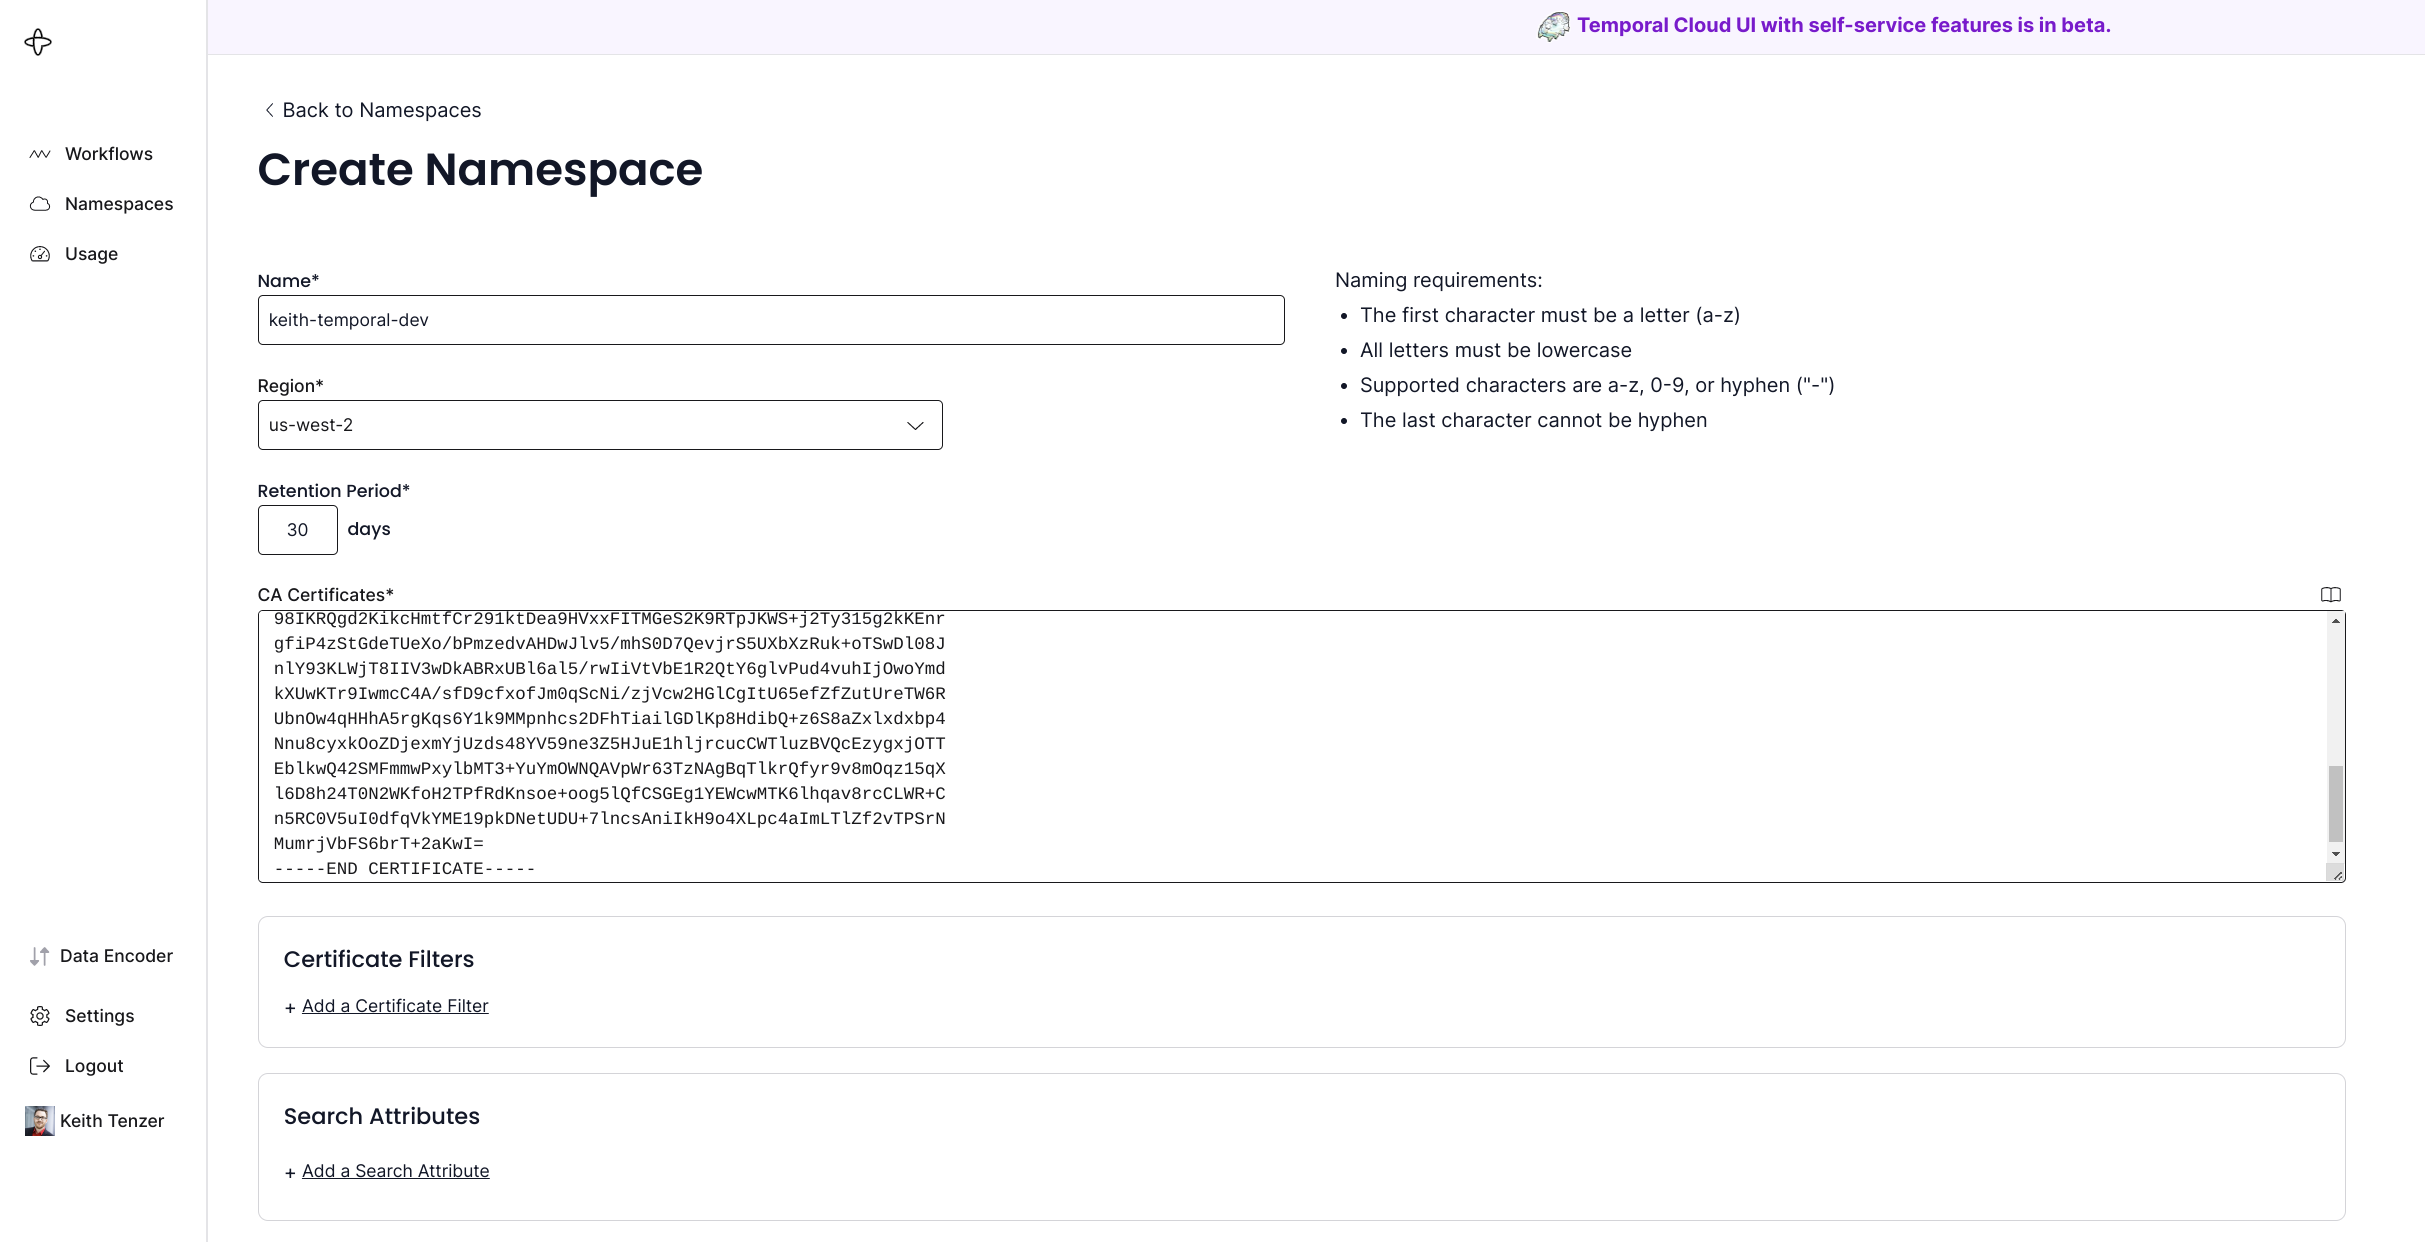 Temporal Cloud UI with self-service features is in beta.
Workflows
Namespaces
Usage
Data Encoder
Settings
Logout
Keith Tenzer
Back to Namespaces
Create Namespace
Name*
keith-temporal-dev
Naming requirements:
• The first character must be a letter (a-z)
• All letters must be lowercase
• Supported characters are a-z, 0-9, or hyphen ("-")
• The last character cannot be hyphen
Region*
us-west-2
Retention Period*
30 days
CA Certificates*
98IKRQgd2KikcHmtfCr291ktDea9HVxxFITMGeS2K9RTpJKWS+j2Ty315g2kKEnr
gfiP4zStGdeTUeXo/bPmzedvAHDwJlv5/mhS0D7QevjrS5UXbXzRuk+oTSwDl08J
nlY93KLWjT8IIV3wDkABRxUBl6al5/rwIiVtVbE1R2QtY6glvPud4vuhIjOwoYmd
kXUwKTr9IwmcC4A/sfD9cfxofJm0qScNi/zjVcw2HGlCgItU65efZfZutUreTW6R
UbnOw4qHHhA5rgKqs6Y1k9MMpnhcs2DFhTiailGDlKp8HdibQ+z6S8aZxlxdxbp4
Nnu8cyxkOoZDjexmYjUzds48YV59ne3Z5HJuE1hljrcucCWTluzBVQcEzygxjOTT
EblkwQ42SMFmmwPxylbMT3+YuYmOWNQAVpWr63TzNAgBqTlkrQfyr9v8mOqz15qX
l6D8h24T0N2WKfoH2TPfRdKnsoe+oog5lQfCSGEg1YEWcwMTK6lhqav8rcCLWR+C
n5RC0V5uI0dfqVkYME19pkDNetUDU+7lncsAniIkH9o4XLpc4aImLTlZf2vTPSrN
MumrjVbFS6brT+2aKwI=
-----END CERTIFICATE-----
Certificate Filters
+ Add a Certificate Filter
Search Attributes
+ Add a Search Attribute